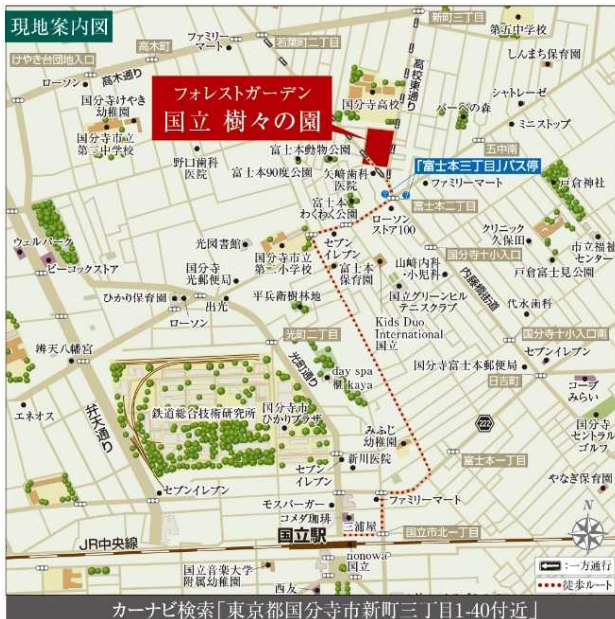 現地案内図
新町三丁目
第五中学校
ファミリー
マート
若葉町二丁目
高木町
けやき台団地入口
高木通り
しんまち保育園
ローソン
フォレストガーデン
国立 樹々の園
国分寺高校
高校東通り
シャトレーゼ
バーべの森
ミニストップ
国分寺けやき
幼稚園
国分寺市立
第二中学校
五中南
野口歯科
医院
富士本動物公園
富士本90度公園
矢﨑歯科
医院
「富士本三丁目」バス停
ファミリーマート
戸倉神社
富士本
わくわく公園
富士本二丁目
ローソン
ストア100
クリニック
久保田
市立福祉
センター
ウェルパーク
ピーコックストア
光図書館
国分寺市立
第二小学校
セブン
イレブン
国分寺十小入口
戸倉富士見公園
国分寺
光郵便局
富士本
保育園
山﨑内科
・小児科
内藤橋街道
ひかり保育園
出光
平兵衛樹林地
国立グリーンヒル
テニスクラブ
代永歯科
ローソン
光町二丁目
Kids Duo
International
国立
国分寺十小入口南
辨天八幡宮
光町通り
国分寺富士本郵便局
セブンイレブン
day spa
榧 kaya
日吉町
コープ
みらい
エネオス
弁天通り
鉄道総合技術研究所
国分寺市
ひかりプラザ
222
国分寺
セントラル
ゴルフ
みふじ
幼稚園
新川医院
富士本一丁目
セブンイレブン
セブン
イレブン
やなぎ保育園
モスバーガー
ファミリーマート
コメダ珈琲
三浦屋
N
JR中央線
国立駅
国立市北一丁目
nonowa
国立
国立音楽大学
附属幼稚園
西友
:一方通行
:徒歩ルート
カーナビ検索「東京都国分寺市新町三丁目1-40付近」